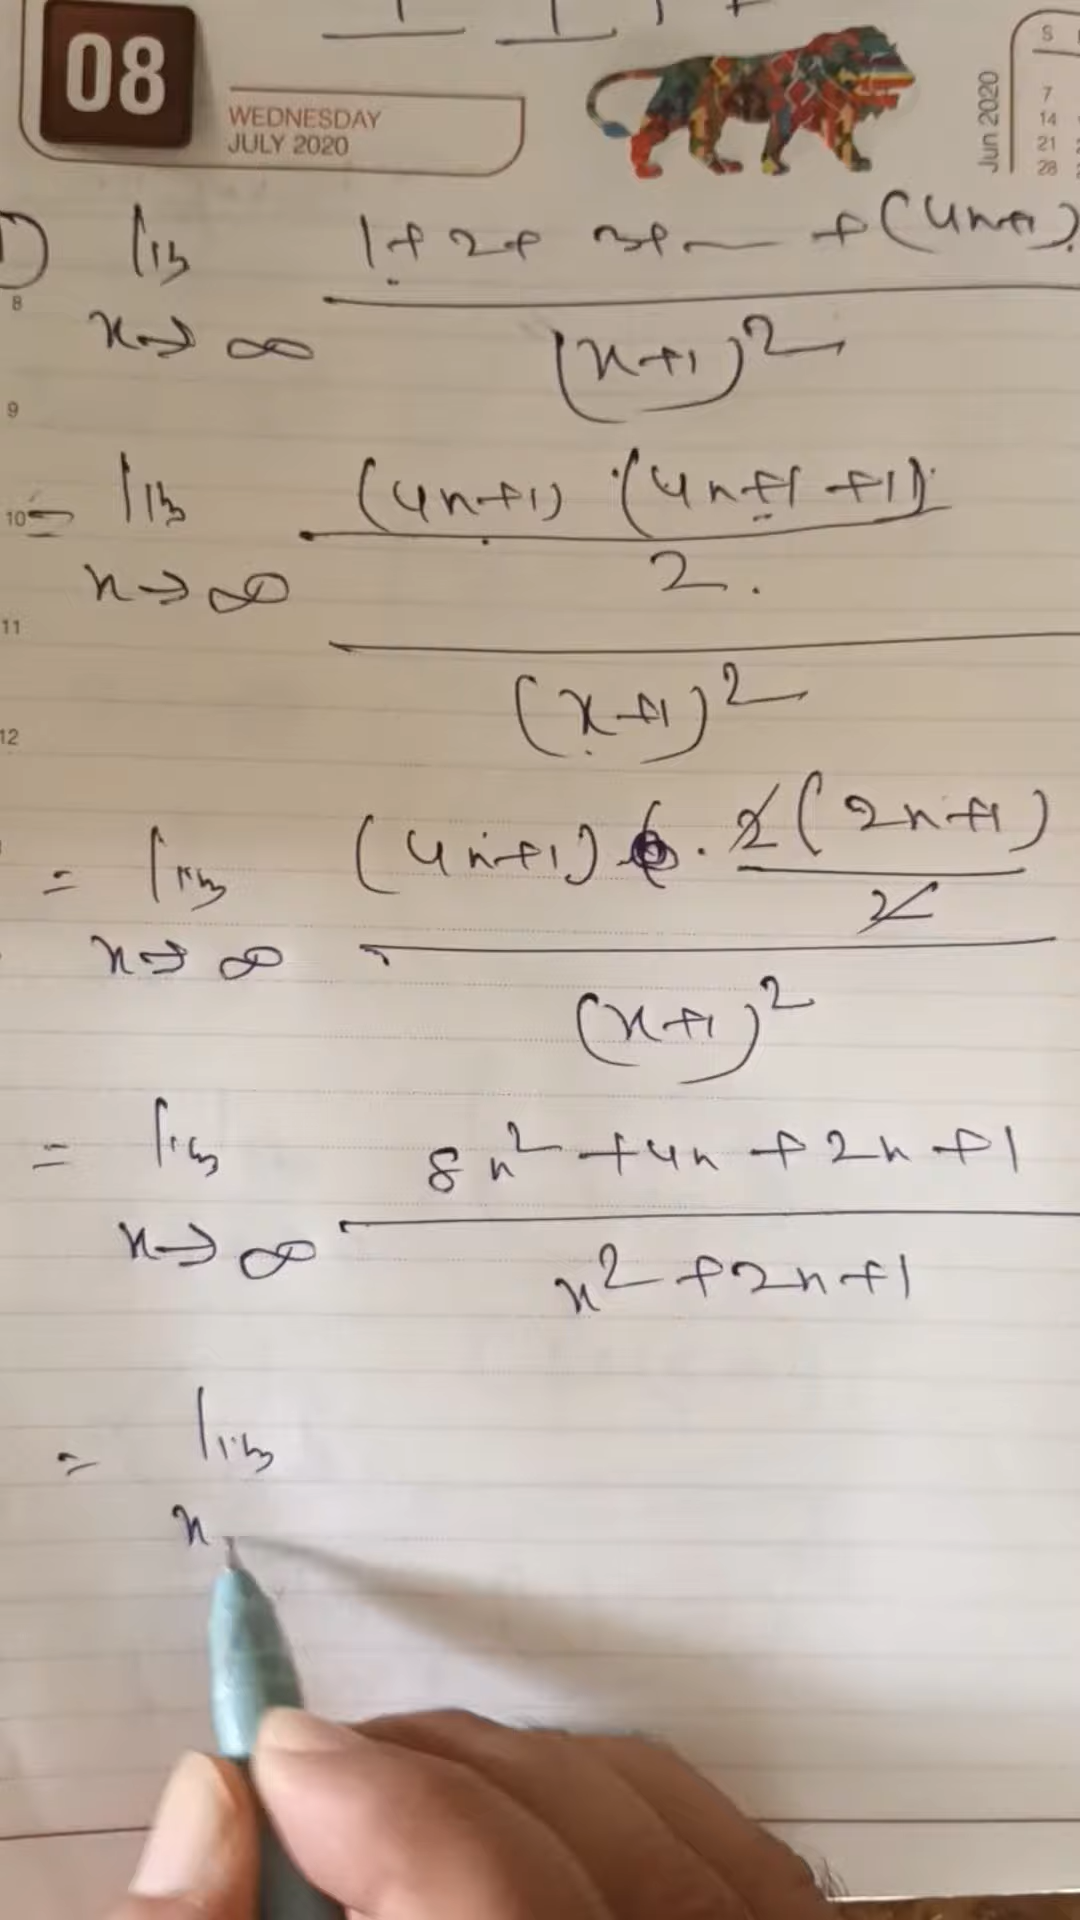 08
WEDNESDAY
JULY 2020
Jun 2020
S
7
14
21
28
1) lim 1+2+3+ — +(4n+1)
8
n→∞ (n+1)²
9
10 = lim (4n+1) (4n+1+1)
n→∞ 2.
11
(n+1)²
12
= lim (4n+1) . 2(2n+1)
2
n→∞
(n+1)²
= lim 8n²+4n+2n+1
n→∞ n²+2n+1
= lim
n